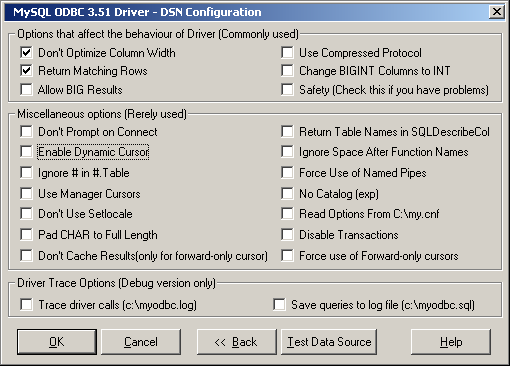 MySQL ODBC 3.51 Driver - DSN Configuration
Options that affect the behaviour of Driver (Commonly used)
Don't Optimize Column Width
Use Compressed Protocol
Return Matching Rows
Change BIGINT Columns to INT
Allow BIG Results
Safety (Check this if you have problems)
Miscellaneous options (Rerely used)
Don't Prompt on Connect
Return Table Names in SQLDescribeCol
Enable Dynamic Cursor
Ignore Space After Function Names
Ignore # in #.Table
Force Use of Named Pipes
Use Manager Cursors
No Catalog (exp)
Don't Use Setlocale
Read Options From C:\my.cnf
Pad CHAR to Full Length
Disable Transactions
Don't Cache Results(only for forward-only cursor)
Force use of Forward-only cursors
Driver Trace Options (Debug version only)
Trace driver calls (c:\myodbc.log)
Save queries to log file (c:\myodbc.sql)
OK
Cancel
<< Back
Test Data Source
Help